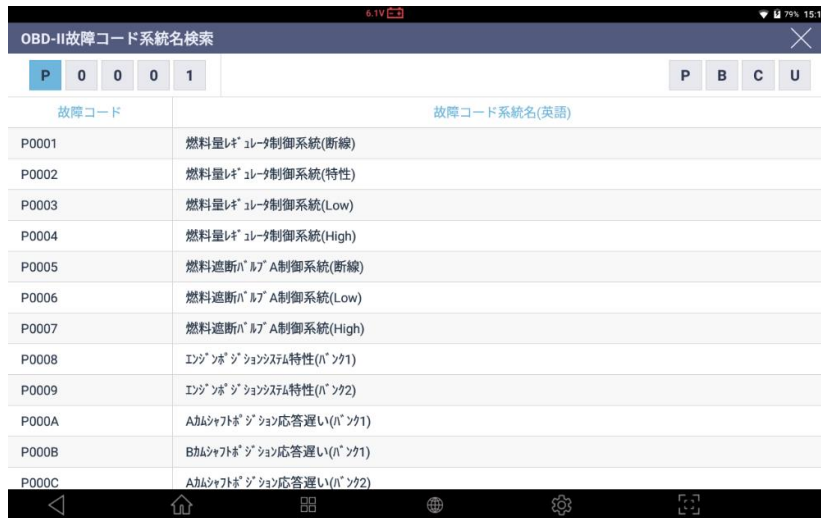 6.1V
79% 15:1
OBD-II故障コード系統名検索
P 0 0 0 1 P B C U
故障コード 故障コード系統名(英語)
P0001 燃料量ﾚｷﾞｭﾚｰﾀ制御系統(断線)
P0002 燃料量ﾚｷﾞｭﾚｰﾀ制御系統(特性)
P0003 燃料量ﾚｷﾞｭﾚｰﾀ制御系統(Low)
P0004 燃料量ﾚｷﾞｭﾚｰﾀ制御系統(High)
P0005 燃料遮断ﾊﾞﾙﾌﾞA制御系統(断線)
P0006 燃料遮断ﾊﾞﾙﾌﾞA制御系統(Low)
P0007 燃料遮断ﾊﾞﾙﾌﾞA制御系統(High)
P0008 ｴﾝｼﾞﾝﾎﾟｼﾞｼｮﾝｼｽﾃﾑ特性(ﾊﾞﾝｸ1)
P0009 ｴﾝｼﾞﾝﾎﾟｼﾞｼｮﾝｼｽﾃﾑ特性(ﾊﾞﾝｸ2)
P000A Aｶﾑｼｬﾌﾄﾎﾟｼﾞｼｮﾝ応答遅い(ﾊﾞﾝｸ1)
P000B Bｶﾑｼｬﾌﾄﾎﾟｼﾞｼｮﾝ応答遅い(ﾊﾞﾝｸ1)
P000C Aｶﾑｼｬﾌﾄﾎﾟｼﾞｼｮﾝ応答遅い(ﾊﾞﾝｸ2)